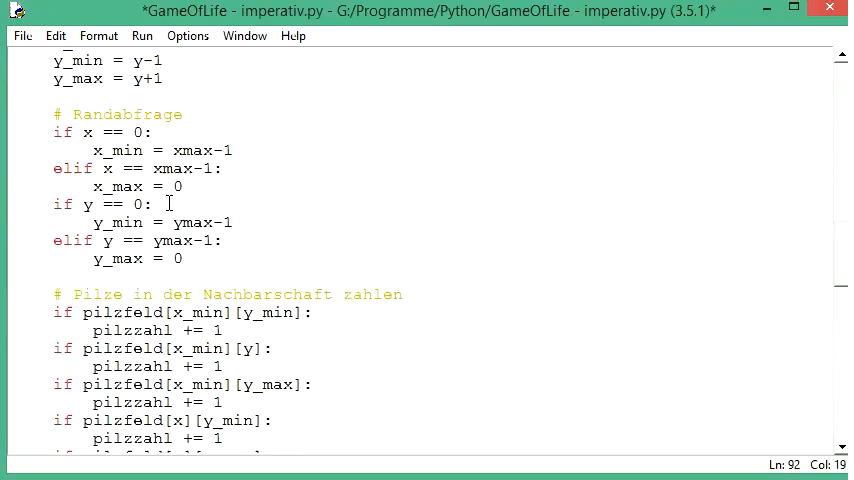 *GameOfLife - imperativ.py - G:/Programme/Python/GameOfLife - imperativ.py (3.5.1)*
File Edit Format Run Options Window Help
y_min = y-1
y_max = y+1
# Randabfrage
if x == 0:
x_min = xmax-1
elif x == xmax-1:
x_max = 0
if y == 0:
y_min = ymax-1
elif y == ymax-1:
y_max = 0
# Pilze in der Nachbarschaft zahlen
if pilzfeld[x_min][y_min]:
pilzzahl += 1
if pilzfeld[x_min][y]:
pilzzahl += 1
if pilzfeld[x_min][y_max]:
pilzzahl += 1
if pilzfeld[x][y_min]:
pilzzahl += 1
Ln: 92 Col: 19